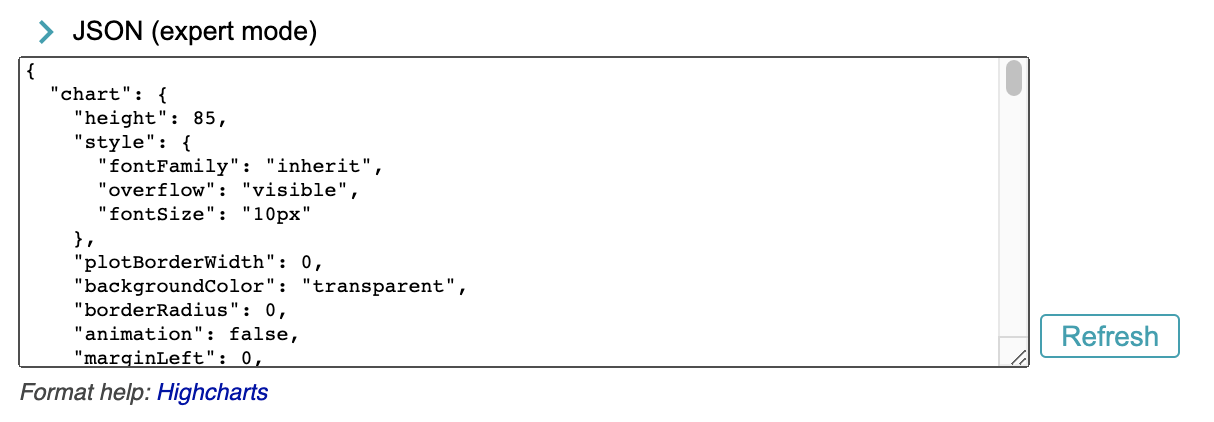 JSON (expert mode)
{
  "chart": {
    "height": 85,
    "style": {
      "fontFamily": "inherit",
      "overflow": "visible",
      "fontSize": "10px"
    },
    "plotBorderWidth": 0,
    "backgroundColor": "transparent",
    "borderRadius": 0,
    "animation": false,
    "marginLeft": 0,
Refresh
Format help: Highcharts